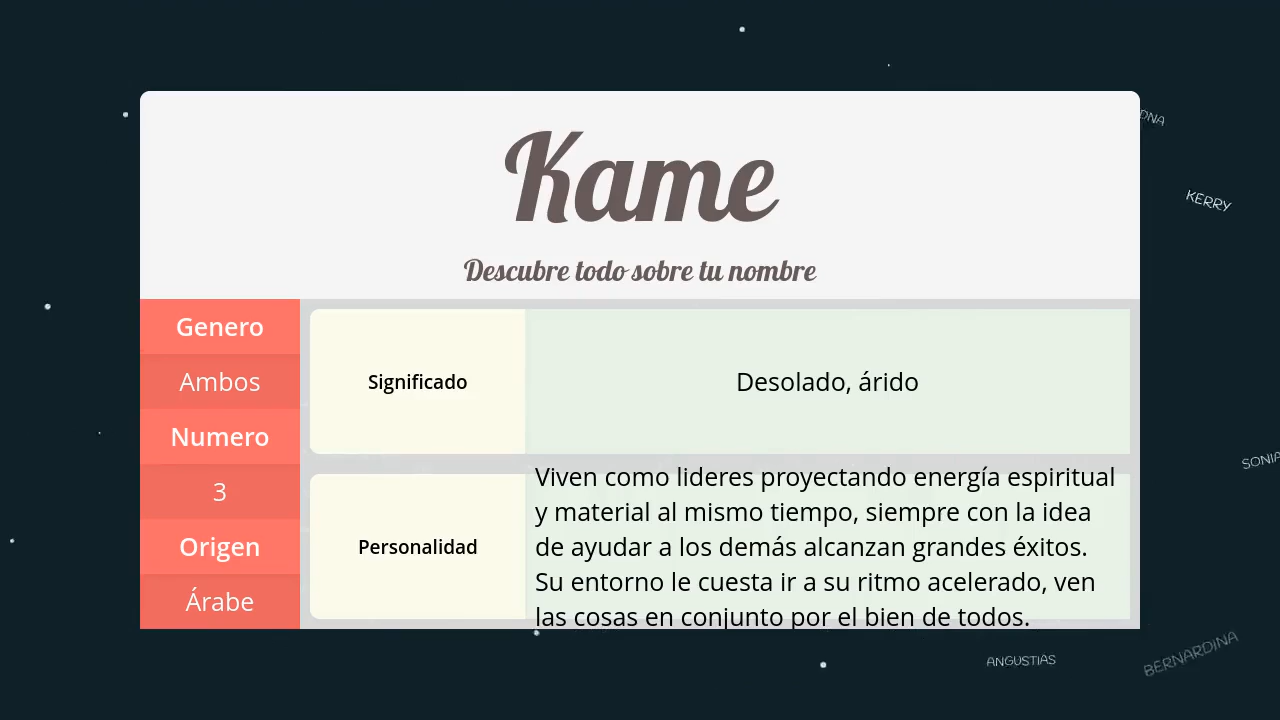 Kame
Descubre todo sobre tu nombre
Genero
Ambos
Numero
3
Origen
Árabe
Significado
Desolado, árido
Personalidad
Viven como lideres proyectando energía espiritual
y material al mismo tiempo, siempre con la idea
de ayudar a los demás alcanzan grandes éxitos.
Su entorno le cuesta ir a su ritmo acelerado, ven
las cosas en conjunto por el bien de todos.
DNA
KERRY
SONIA
ANGUSTIAS
BERNARDINA